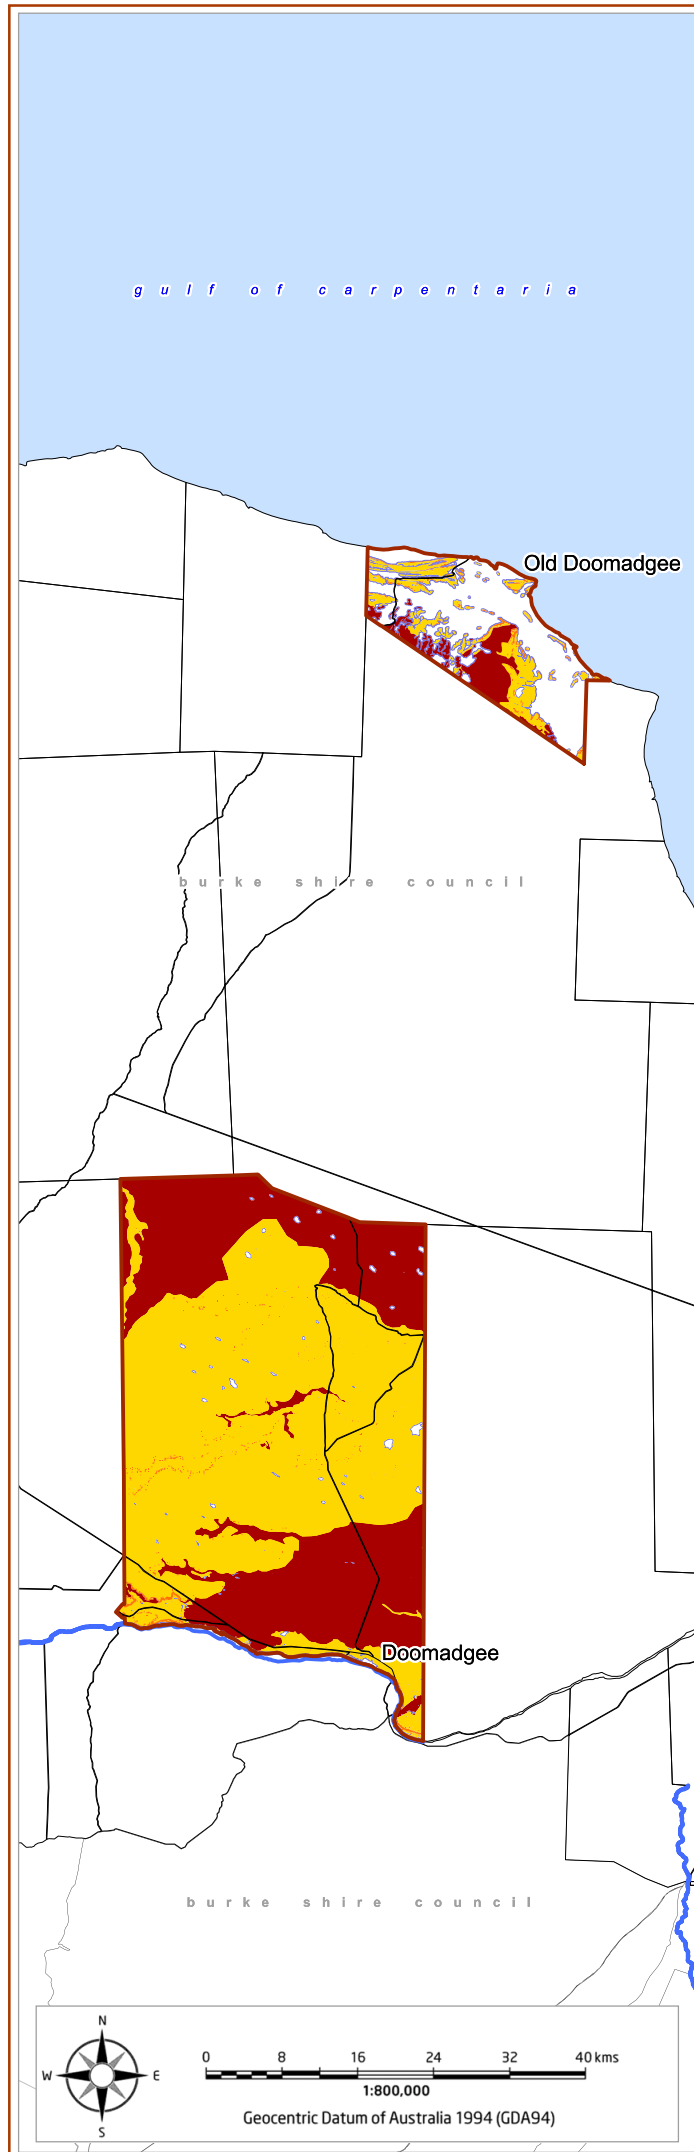 gulf of carpentaria
Old Doomadgee
burke shire council
Doomadgee
burke shire council
N
W E
S
0 8 16 24 32 40 kms
1:800,000
Geocentric Datum of Australia 1994 (GDA94)